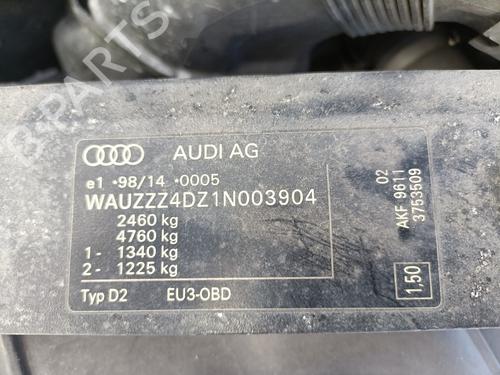 AUDI AG
e1 *98/14 *0005
WAUZZZ4DZ1N003904
2460 kg
4760 kg
1 - 1340 kg
2 - 1225 kg
Typ D2 EU3-OBD
02
AKF 9611
3753509
1,50
B-PARTS